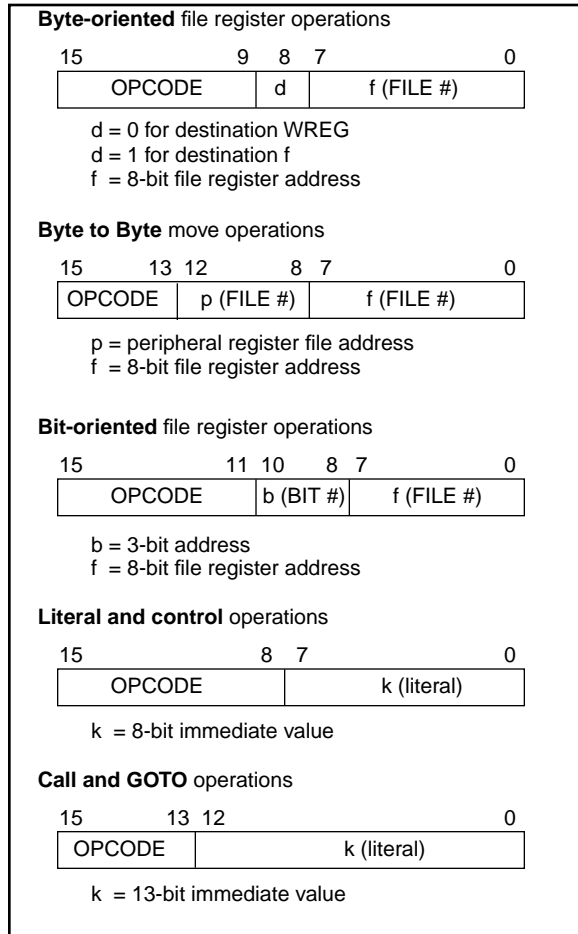 Byte-oriented file register operations
15 9 8 7 0
OPCODE d f (FILE #)
d = 0 for destination WREG
d = 1 for destination f
f = 8-bit file register address
Byte to Byte move operations
15 13 12 8 7 0
OPCODE p (FILE #) f (FILE #)
p = peripheral register file address
f = 8-bit file register address
Bit-oriented file register operations
15 11 10 8 7 0
OPCODE b (BIT #) f (FILE #)
b = 3-bit address
f = 8-bit file register address
Literal and control operations
15 8 7 0
OPCODE k (literal)
k = 8-bit immediate value
Call and GOTO operations
15 13 12 0
OPCODE k (literal)
k = 13-bit immediate value